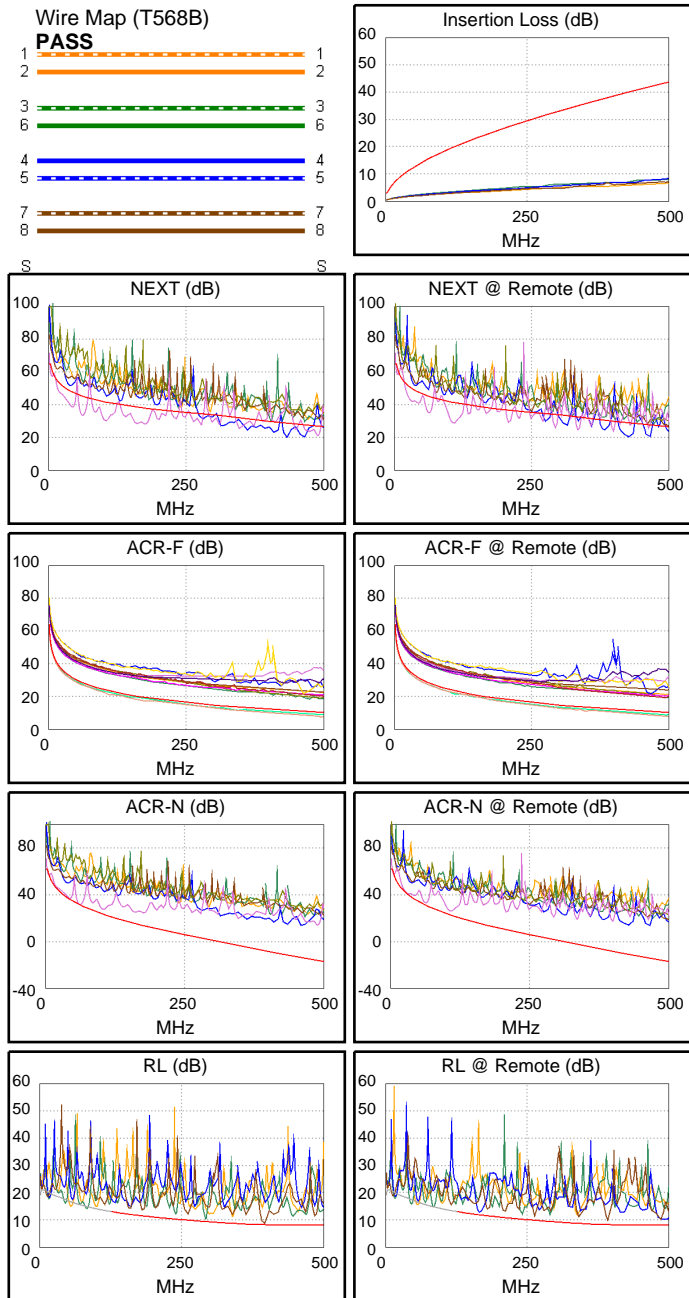 Wire Map (T568B)
PASS
1 1
2 2
3 3
6 6
4 4
5 5
7 7
8 8
S S
Insertion Loss (dB)
60
50
40
30
20
10
0
0 250 500
MHz
NEXT (dB)
100
80
60
40
20
0
0 250 500
MHz
NEXT @ Remote (dB)
100
80
60
40
20
0
0 250 500
MHz
ACR-F (dB)
100
80
60
40
20
0
0 250 500
MHz
ACR-F @ Remote (dB)
100
80
60
40
20
0
0 250 500
MHz
ACR-N (dB)
80
40
0
-40
0 250 500
MHz
ACR-N @ Remote (dB)
80
40
0
-40
0 250 500
MHz
RL (dB)
60
50
40
30
20
10
0
0 250 500
MHz
RL @ Remote (dB)
60
50
40
30
20
10
0
0 250 500
MHz